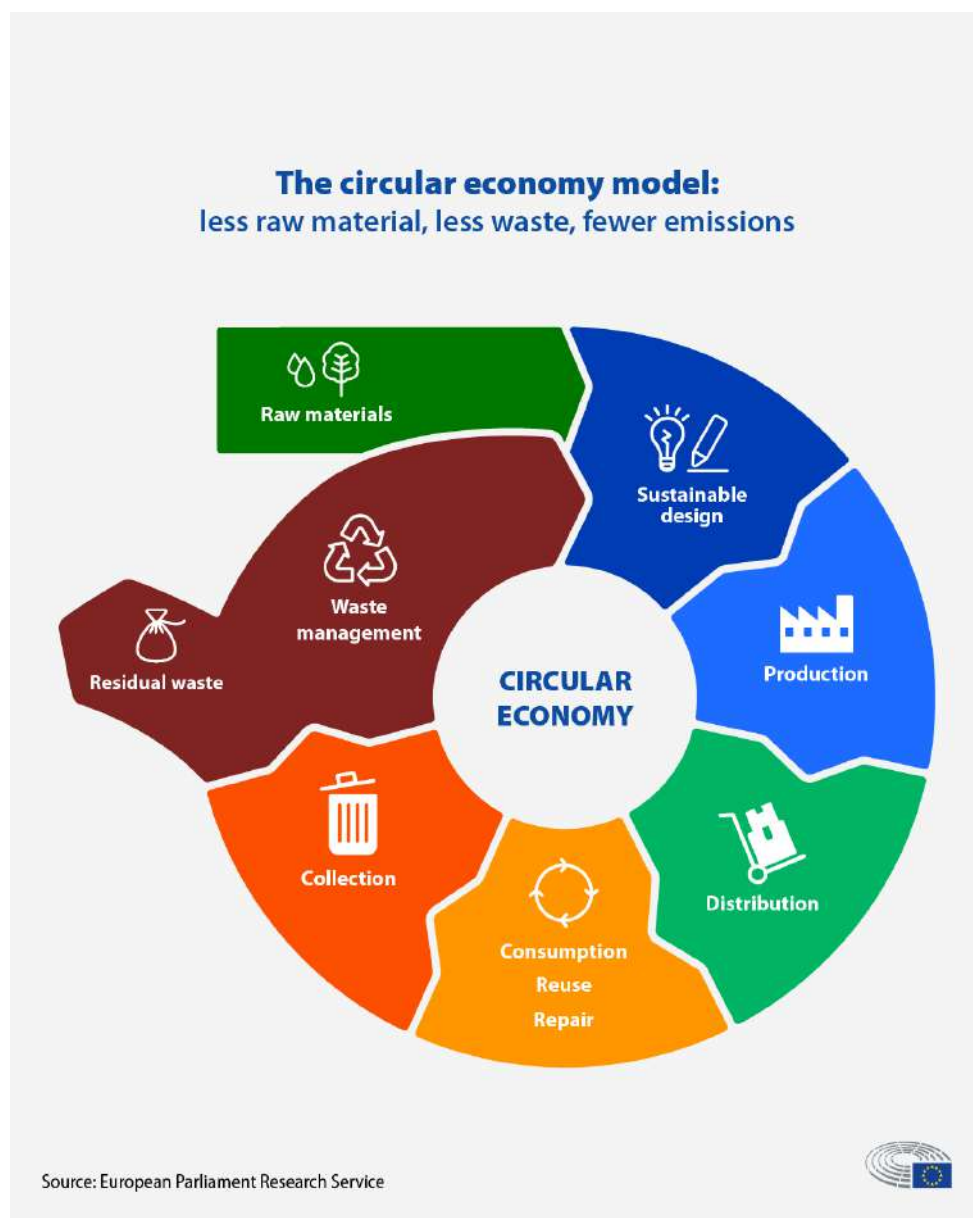 The circular economy model:
less raw material, less waste, fewer emissions
Raw materials
Sustainable
design
Production
Distribution
Consumption
Reuse
Repair
Collection
Waste
management
Residual waste
CIRCULAR
ECONOMY
Source: European Parliament Research Service